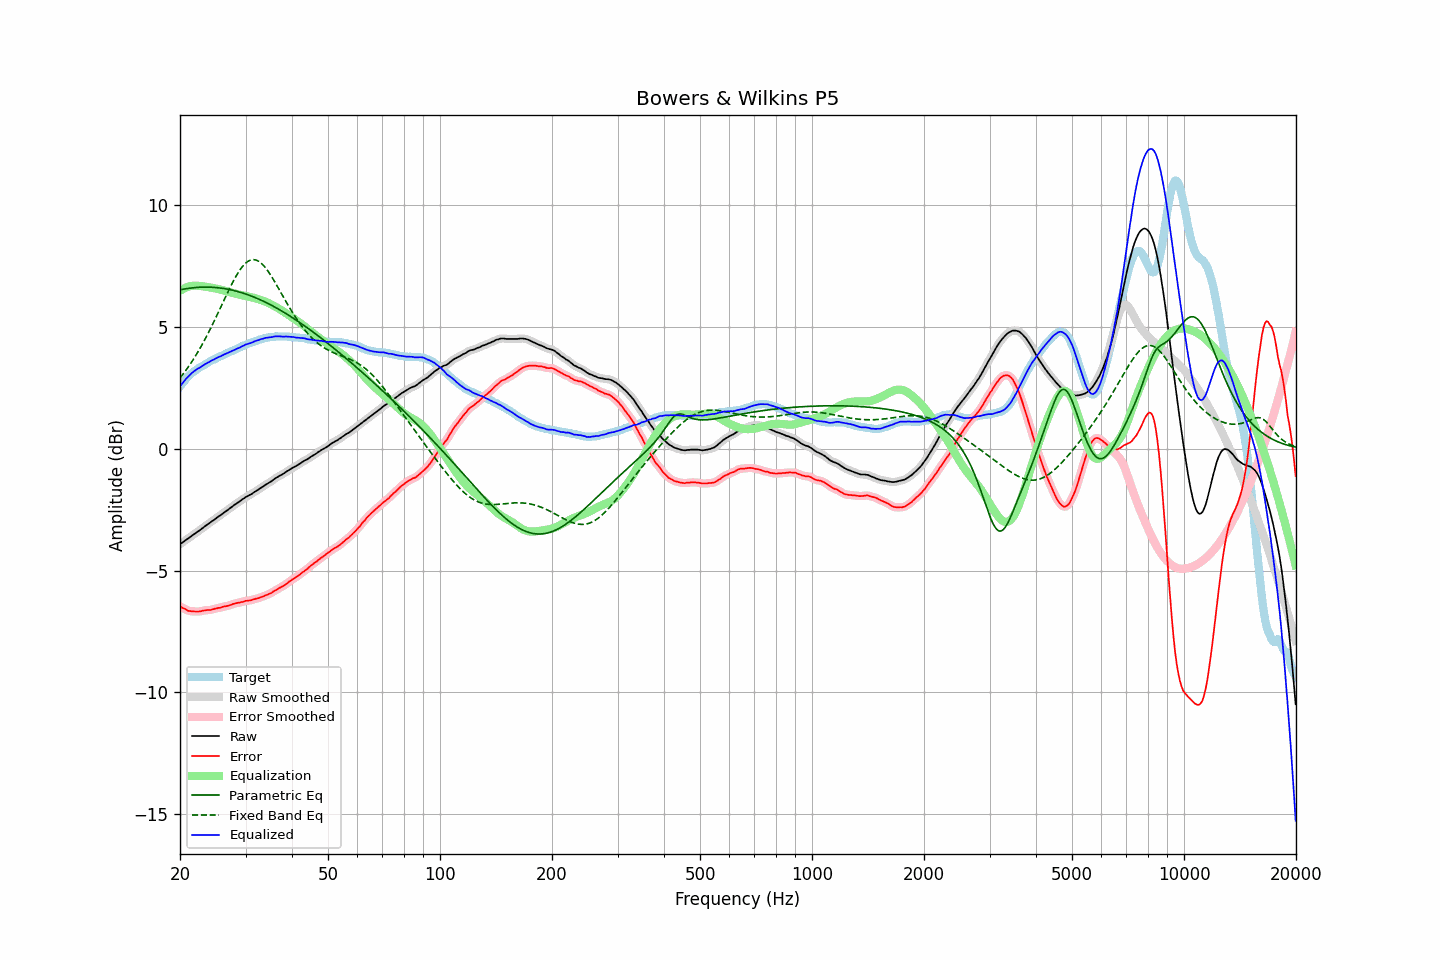 Bowers & Wilkins P5
Amplitude (dBr)
10
5
0
−5
−10
−15
Target
Raw Smoothed
Error Smoothed
Raw
Error
Equalization
Parametric Eq
Fixed Band Eq
Equalized
20 50 100 200 500 1000 2000 5000 10000 20000
Frequency (Hz)